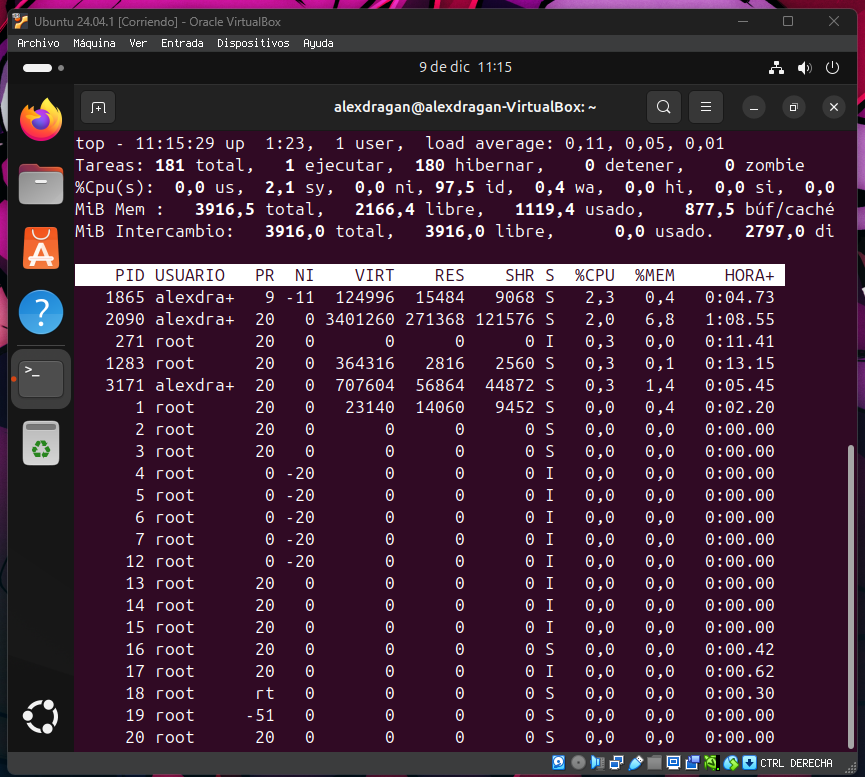 Ubuntu 24.04.1 [Corriendo] - Oracle VirtualBox
Archivo Máquina Ver Entrada Dispositivos Ayuda
9 de dic 11:15
alexdragan@alexdragan-VirtualBox: ~
top - 11:15:29 up  1:23,  1 user,  load average: 0,11, 0,05, 0,01
Tareas: 181 total,   1 ejecutar, 180 hibernar,   0 detener,   0 zombie
%Cpu(s):  0,0 us,  2,1 sy,  0,0 ni, 97,5 id,  0,4 wa,  0,0 hi,  0,0 si,  0,0
MiB Mem :   3916,5 total,   2166,4 libre,   1119,4 usado,    877,5 búf/caché
MiB Intercambio:   3916,0 total,   3916,0 libre,      0,0 usado.   2797,0 di
PID USUARIO   PR  NI    VIRT    RES    SHR S  %CPU  %MEM     HORA+
1865 alexdra+   9 -11  124996  15484   9068 S   2,3   0,4   0:04.73
2090 alexdra+  20   0 3401260 271368 121576 S   2,0   6,8   1:08.55
271 root      20   0       0      0      0 I   0,3   0,0   0:11.41
1283 root      20   0  364316   2816   2560 S   0,3   0,1   0:13.15
3171 alexdra+  20   0  707604  56864  44872 S   0,3   1,4   0:05.45
1 root      20   0   23140  14060   9452 S   0,0   0,4   0:02.20
2 root      20   0       0      0      0 S   0,0   0,0   0:00.00
3 root      20   0       0      0      0 S   0,0   0,0   0:00.00
4 root       0 -20       0      0      0 I   0,0   0,0   0:00.00
5 root       0 -20       0      0      0 I   0,0   0,0   0:00.00
6 root       0 -20       0      0      0 I   0,0   0,0   0:00.00
7 root       0 -20       0      0      0 I   0,0   0,0   0:00.00
12 root       0 -20       0      0      0 I   0,0   0,0   0:00.00
13 root      20   0       0      0      0 I   0,0   0,0   0:00.00
14 root      20   0       0      0      0 I   0,0   0,0   0:00.00
15 root      20   0       0      0      0 I   0,0   0,0   0:00.00
16 root      20   0       0      0      0 S   0,0   0,0   0:00.42
17 root      20   0       0      0      0 I   0,0   0,0   0:00.62
18 root      rt   0       0      0      0 S   0,0   0,0   0:00.30
19 root     -51   0       0      0      0 S   0,0   0,0   0:00.00
20 root      20   0       0      0      0 S   0,0   0,0   0:00.00
CTRL DERECHA